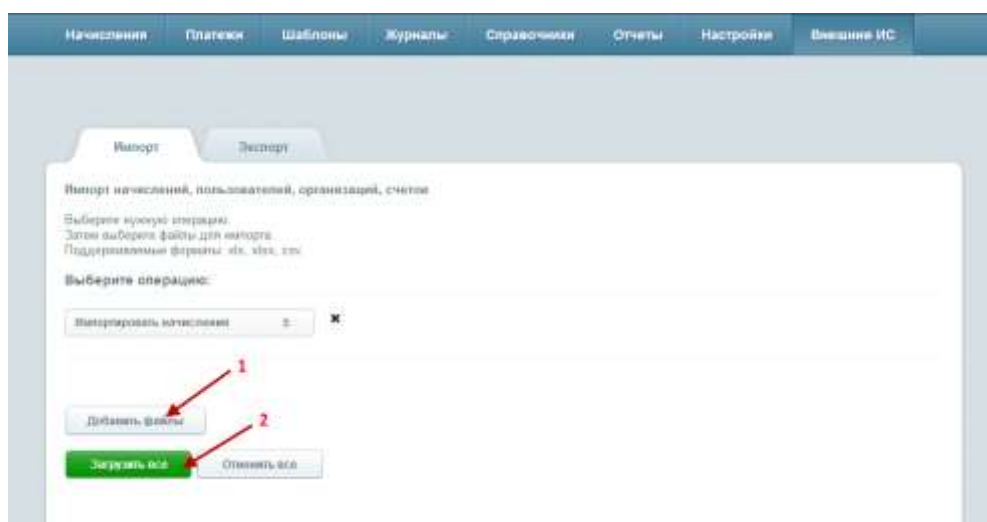 Начисления Платежи Шаблоны Журналы Справочники Отчеты Настройки Внешние ИС
Импорт Экспорт
Импорт начислений, пользователей, организаций, счетов
Выберите нужную операцию.
Затем выберите файлы для импорта.
Поддерживаемые форматы: xls, xlsx, csv.
Выберите операцию:
Импортировать начисления
1
Добавить файлы
2
Загрузить все Отменить все